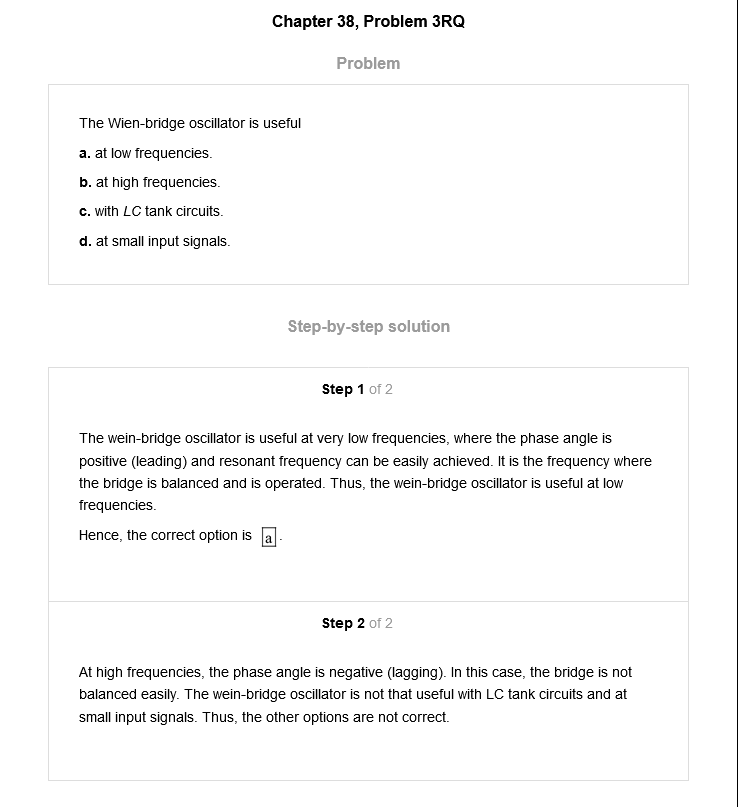 Chapter 38, Problem 3RQ
Problem
The Wien-bridge oscillator is useful
a. at low frequencies.
b. at high frequencies.
c. with LC tank circuits.
d. at small input signals.
Step-by-step solution
Step 1 of 2
The wein-bridge oscillator is useful at very low frequencies, where the phase angle is
positive (leading) and resonant frequency can be easily achieved. It is the frequency where
the bridge is balanced and is operated. Thus, the wein-bridge oscillator is useful at low
frequencies.
Hence, the correct option is a.
Step 2 of 2
At high frequencies, the phase angle is negative (lagging). In this case, the bridge is not
balanced easily. The wein-bridge oscillator is not that useful with LC tank circuits and at
small input signals. Thus, the other options are not correct.